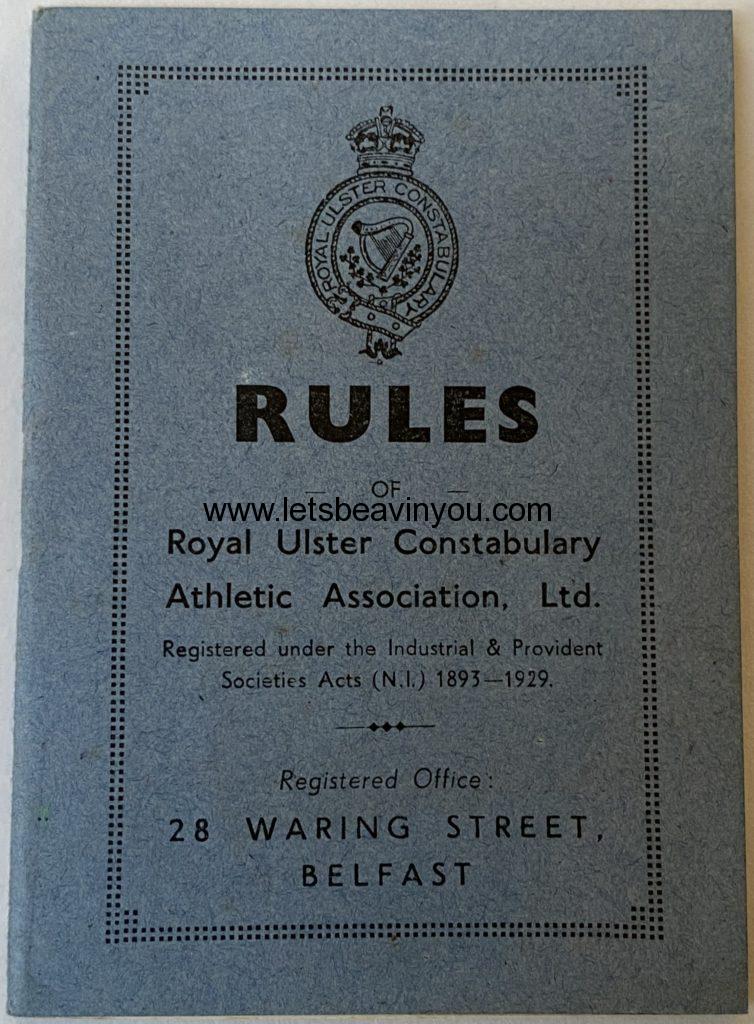 ROYAL ULSTER CONSTABULARY
RULES
— OF —
www.letsbeavinyou.com
Royal Ulster Constabulary
Athletic Association, Ltd.
Registered under the Industrial & Provident
Societies Acts (N.I.) 1893—1929.
Registered Office:
28 WARING STREET,
BELFAST